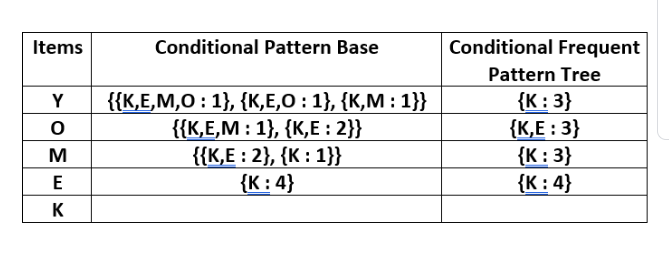 Items Conditional Pattern Base Conditional Frequent
Pattern Tree
Y {{K,E,M,O : 1}, {K,E,O : 1}, {K,M : 1}} {K : 3}
O {{K,E,M : 1}, {K,E : 2}} {K,E : 3}
M {{K,E : 2}, {K : 1}} {K : 3}
E {K : 4} {K : 4}
K